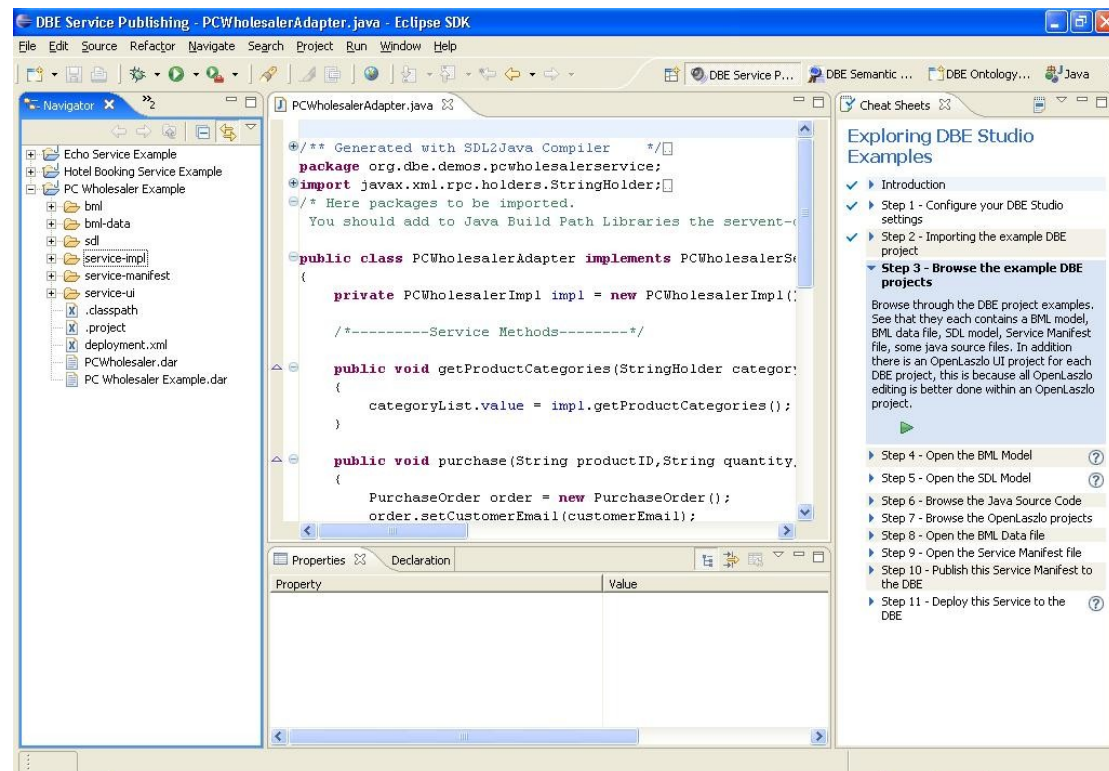 DBE Service Publishing - PCWholesalerAdapter.java - Eclipse SDK
File Edit Source Refactor Navigate Search Project Run Window Help
DBE Service P... DBE Semantic ... DBE Ontology... Java
Navigator
2
Echo Service Example
Hotel Booking Service Example
PC Wholesaler Example
bml
bml-data
sdl
service-impl
service-manifest
service-ui
.classpath
.project
deployment.xml
PCWholesaler.dar
PC Wholesaler Example.dar
PCWholesalerAdapter.java
/** Generated with SDL2Java Compiler */
package org.dbe.demos.pcwholesalerservice;
import javax.xml.rpc.holders.StringHolder;
/* Here packages to be imported.
You should add to Java Build Path Libraries the servent-
public class PCWholesalerAdapter implements PCWholesalerSe
{
private PCWholesalerImpl impl = new PCWholesalerImpl()
/*---------Service Methods--------*/
public void getProductCategories(StringHolder category
{
categoryList.value = impl.getProductCategories();
}
public void purchase(String productID,String quantity,
{
PurchaseOrder order = new PurchaseOrder();
order.setCustomerEmail(customerEmail);
Properties Declaration
Property Value
Cheat Sheets
Exploring DBE Studio
Examples
Introduction
Step 1 - Configure your DBE Studio
settings
Step 2 - Importing the example DBE
project
Step 3 - Browse the example DBE
projects
Browse through the DBE project examples.
See that they each contains a BML model,
BML data file, SDL model, Service Manifest
file, some java source files. In addition
there is an OpenLaszlo UI project for each
DBE project, this is because all OpenLaszlo
editing is better done within an OpenLaszlo
project.
Step 4 - Open the BML Model
Step 5 - Open the SDL Model
Step 6 - Browse the Java Source Code
Step 7 - Browse the OpenLaszlo projects
Step 8 - Open the BML Data file
Step 9 - Open the Service Manifest file
Step 10 - Publish this Service Manifest to
the DBE
Step 11 - Deploy this Service to the
DBE